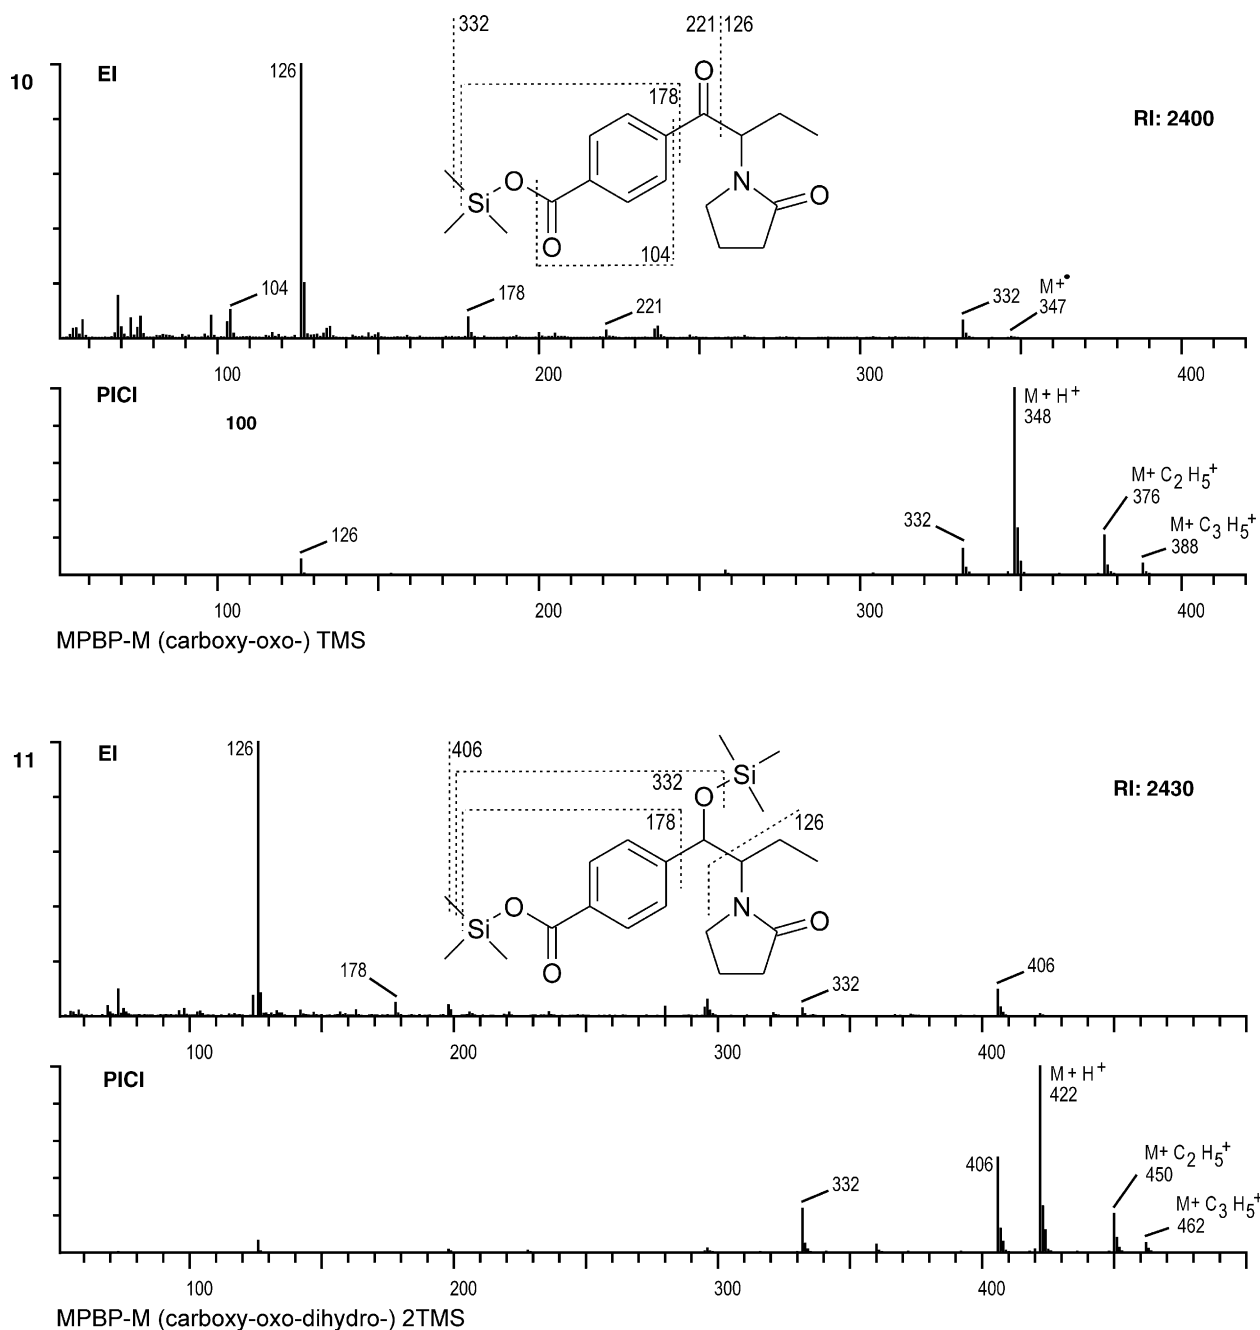 332
221 126
10
EI
126
O
178
RI: 2400
O
Si
N
O
O
104
104
178
221
332
M+•
347
100
200
300
400
PICI
100
M + H+
348
M+ C2 H5+
376
332
M+ C3 H5+
388
126
100
200
300
400
MPBP-M (carboxy-oxo-) TMS
11
EI
126
406
332
Si
O
RI: 2430
178
126
O
Si
N
O
O
178
332
406
100
200
300
400
PICI
M + H+
422
406
M+ C2 H5+
450
332
M+ C3 H5+
462
100
200
300
400
MPBP-M (carboxy-oxo-dihydro-) 2TMS